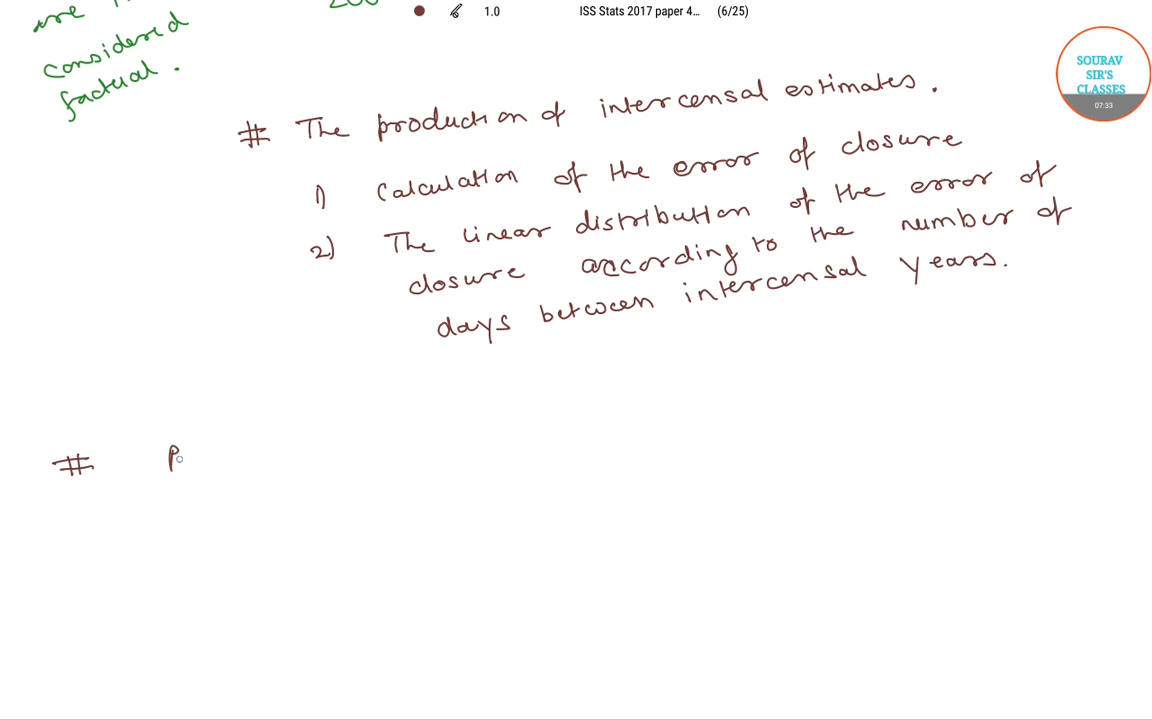 are
considered
factual.
1.0 ISS Stats 2017 paper 4... (6/25)
SOURAV
SIR'S
CLASSES
07:33
# The production of intercensal estimates.
1) Calculation of the error of closure
2) The linear distribution of the error of
closure according to the number of
days between intercensal years.
# Po